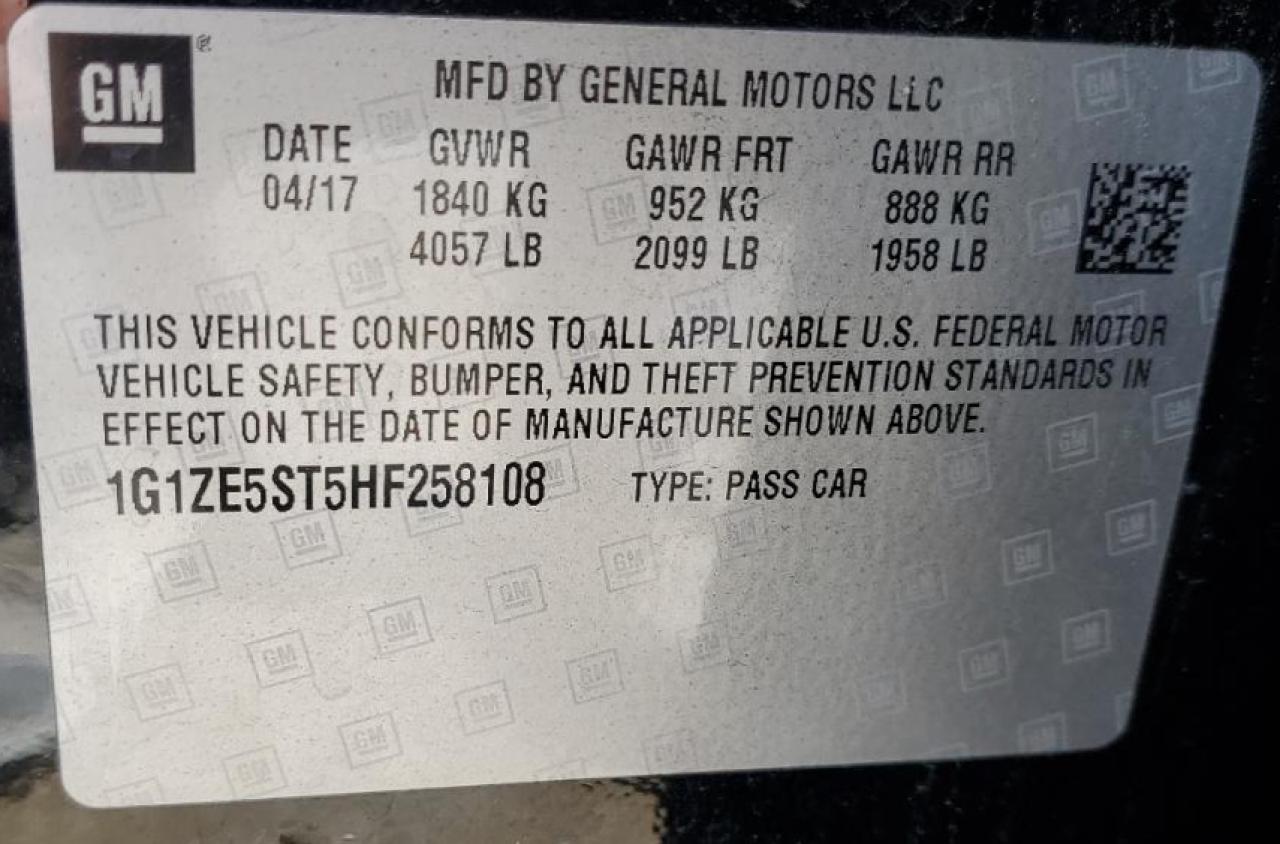 GM
MFD BY GENERAL MOTORS LLC
DATE GVWR GAWR FRT GAWR RR
04/17 1840 KG 952 KG 888 KG
4057 LB 2099 LB 1958 LB
THIS VEHICLE CONFORMS TO ALL APPLICABLE U.S. FEDERAL MOTOR
VEHICLE SAFETY, BUMPER, AND THEFT PREVENTION STANDARDS IN
EFFECT ON THE DATE OF MANUFACTURE SHOWN ABOVE.
1G1ZE5ST5HF258108 TYPE: PASS CAR